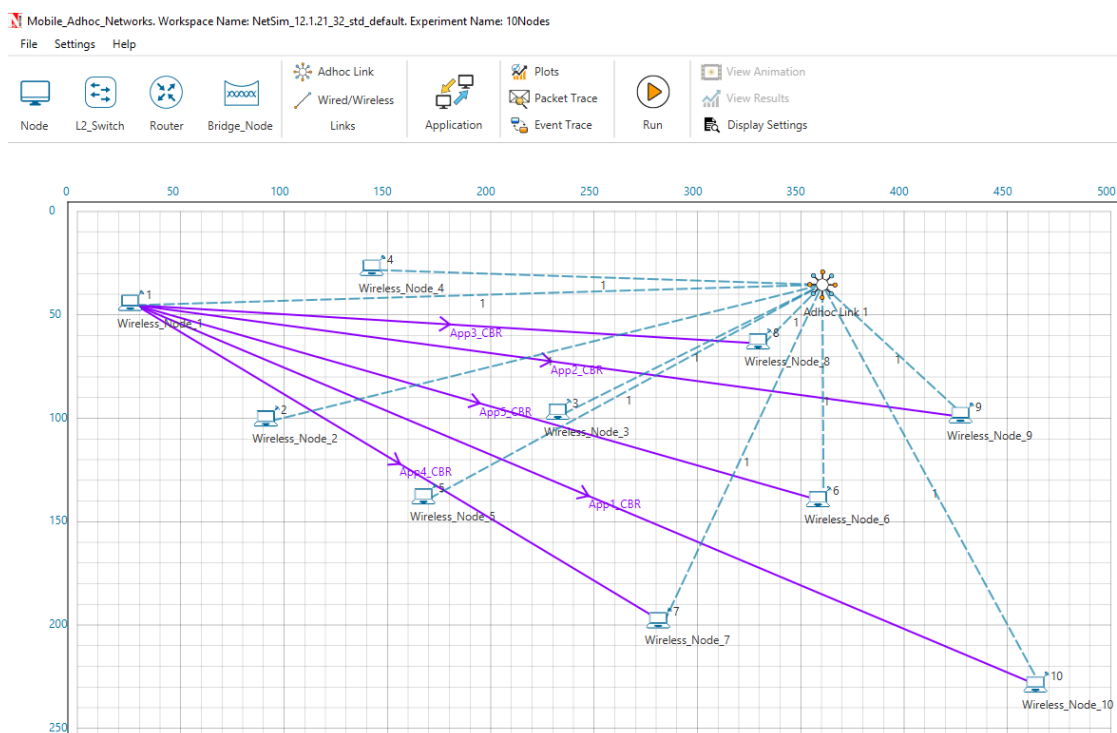 Mobile_Adhoc_Networks. Workspace Name: NetSim_12.1.21_32_std_default. Experiment Name: 10Nodes
File Settings Help
Adhoc Link
Plots
View Animation
Wired/Wireless
Packet Trace
View Results
Node L2_Switch Router Bridge_Node
Links
Application
Event Trace
Run
Display Settings
0 50 100 150 200 250 300 350 400 450 500
0
4
Wireless_Node_4
1
1
1
Wireless_Node_1
50
Adhoc Link 1
1
App3_CBR
8
Wireless_Node_8
1
1
App2_CBR
1
App5_CBR
2
3
1
9
100
Wireless_Node_2
Wireless_Node_3
Wireless_Node_9
App4_CBR
1
5
6
1
App1_CBR
Wireless_Node_5
Wireless_Node_6
150
200
7
Wireless_Node_7
10
Wireless_Node_10
250